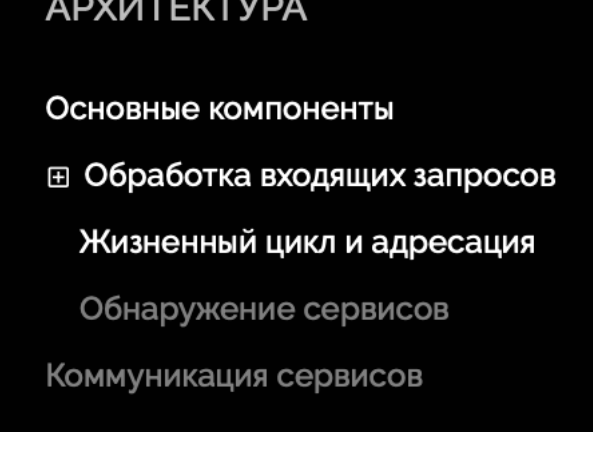 АРХИТЕКТУРА
Основные компоненты
Обработка входящих запросов
Жизненный цикл и адресация
Обнаружение сервисов
Коммуникация сервисов